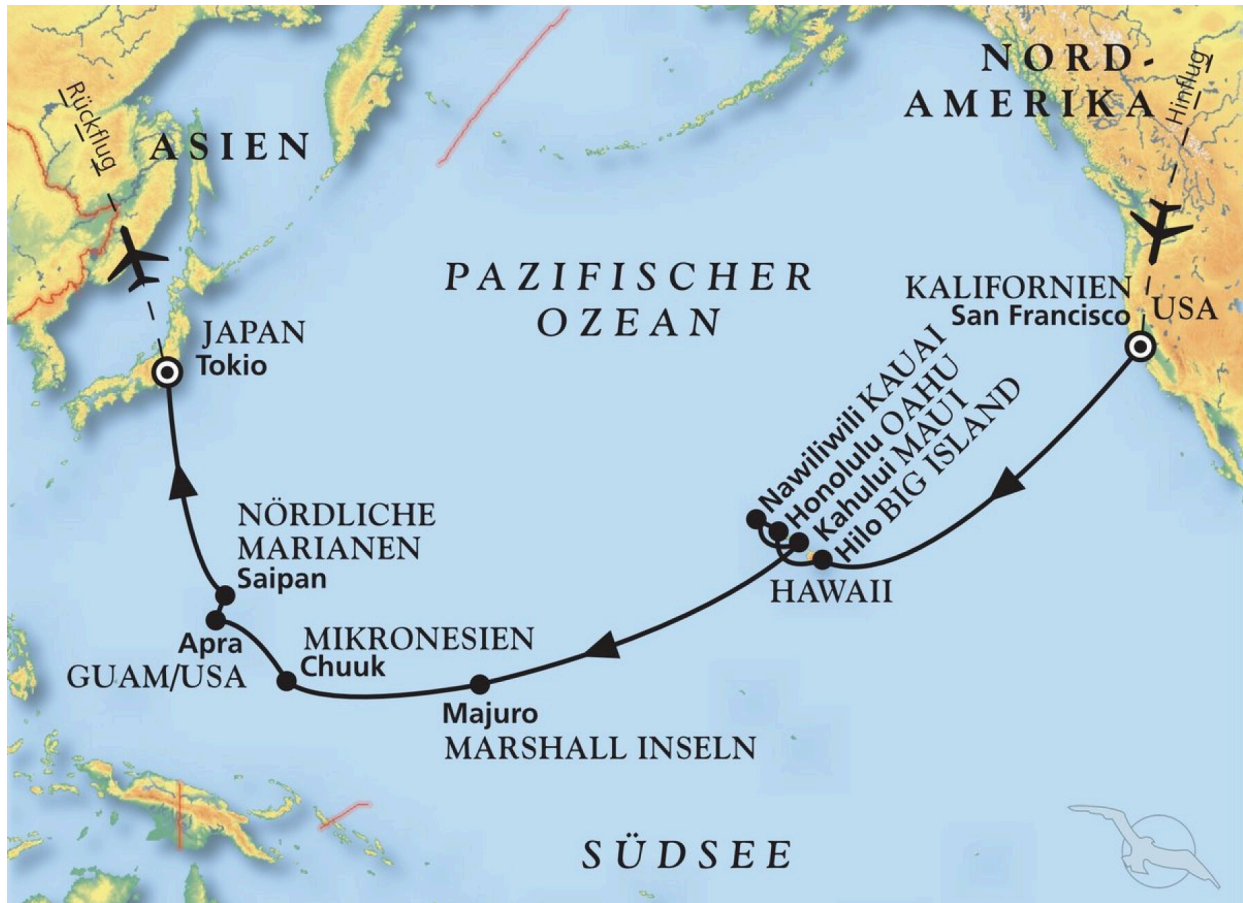 NORD-
AMERIKA
Hinflug
Rückflug
ASIEN
PAZIFISCHER
OZEAN
KALIFORNIEN
San Francisco
USA
JAPAN
Tokio
Nawiliwili KAUAI
Honolulu OAHU
Kahului MAUI
Hilo BIG ISLAND
HAWAII
NÖRDLICHE
MARIANEN
Saipan
Apra
GUAM/USA
MIKRONESIEN
Chuuk
Majuro
MARSHALL INSELN
SÜDSEE